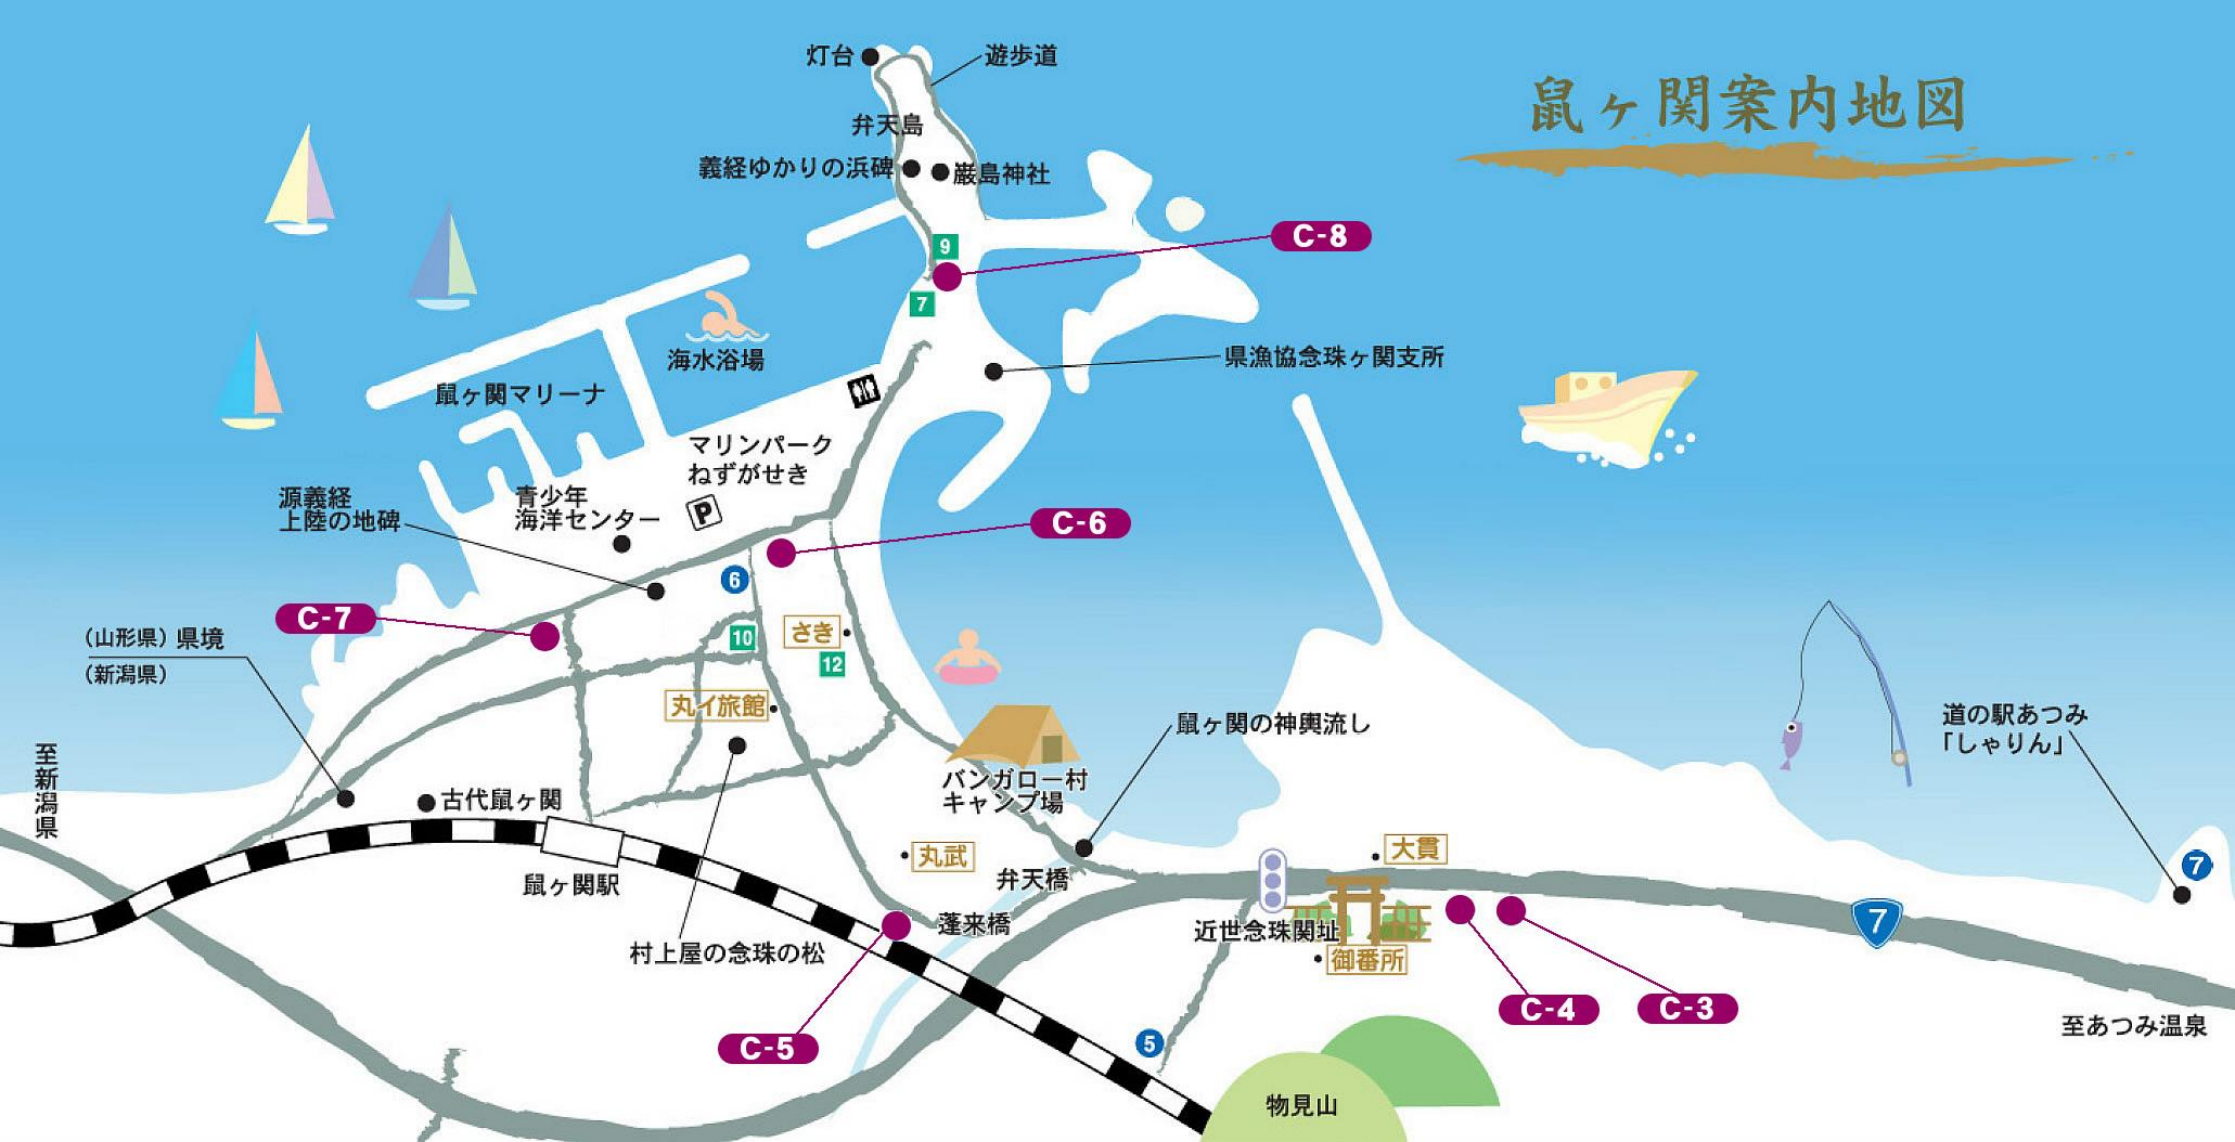 鼠ヶ関案内地図
灯台
遊歩道
弁天島
義経ゆかりの浜碑
巌島神社
9
C-8
7
海水浴場
県漁協念珠ヶ関支所
鼠ヶ関マリーナ
マリンパーク
ねずがせき
P
源義経
上陸の地碑
青少年
海洋センター
C-6
6
C-7
(山形県) 県境
(新潟県)
10
さき
12
丸イ旅館
鼠ヶ関の神輿流し
道の駅あつみ
「しゃりん」
バンガロー村
キャンプ場
至新潟県
古代鼠ヶ関
鼠ヶ関駅
丸武
弁天橋
大貫
7
7
蓬来橋
近世念珠関址
御番所
村上屋の念珠の松
C-4
C-3
C-5
5
至あつみ温泉
物見山